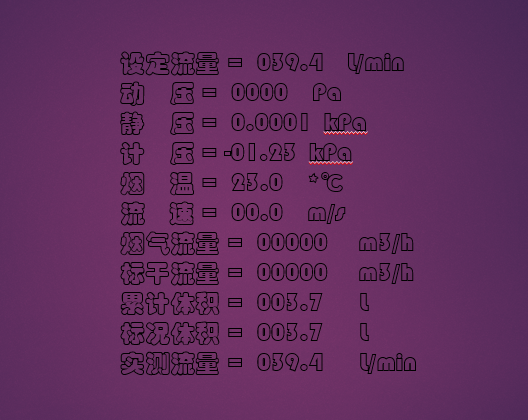 设定流量 = 039.4 L/min
动 压 = 0000 Pa
静 压 = 0.0001 kPa
计 压 = -01.23 kPa
烟 温 = 23.0 *℃
流 速 = 00.0 m/s
烟气流量 = 00000 m3/h
标干流量 = 00000 m3/h
累计体积 = 003.7 L
标况体积 = 003.7 L
实测流量 = 039.4 L/min